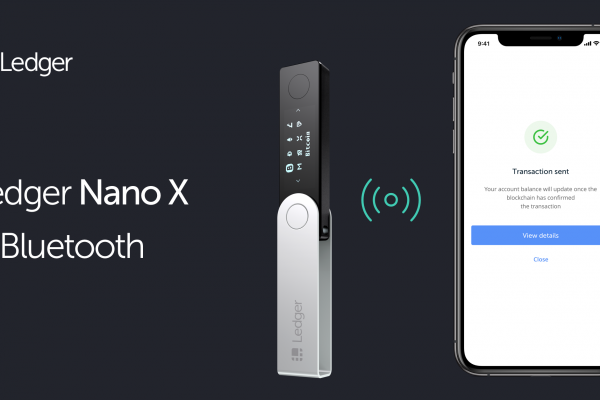 Ledger
edger Nano X
Bluetooth
Bitcoin
Ledger
9:41
Transaction sent
Your account balance will update once the
blockchain has confirmed
the transaction
View details
Close